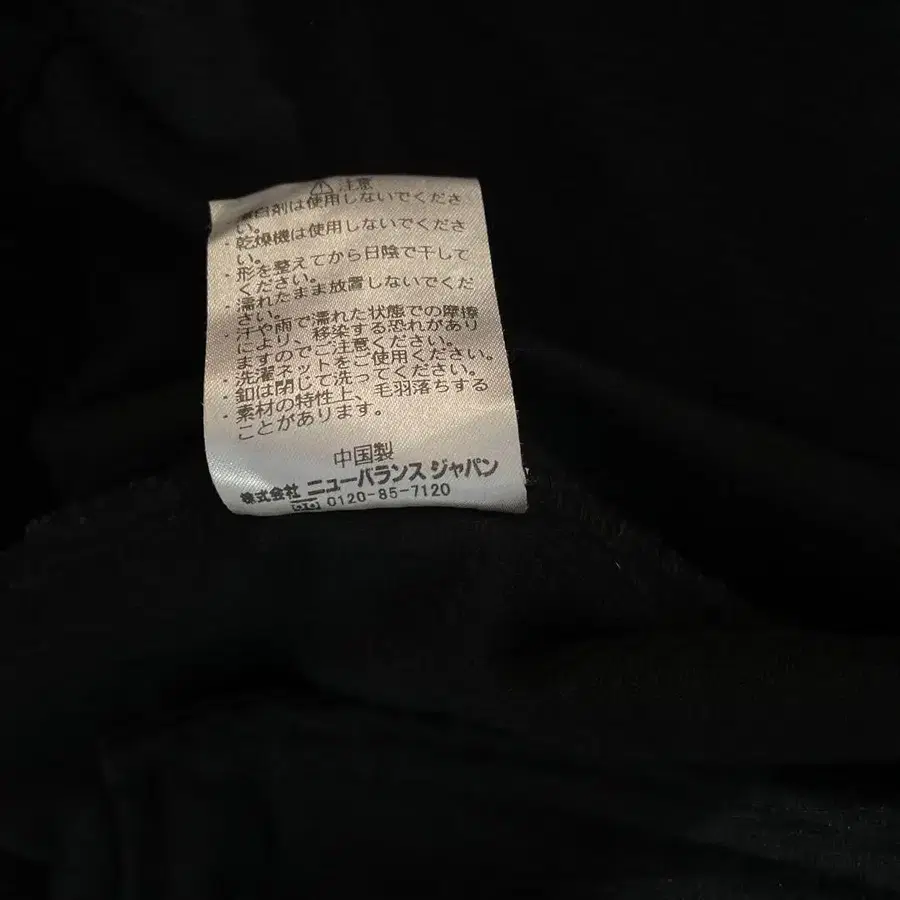 ⚠ 注意
・漂白剤は使用しないでくださ
い。
・乾燥機は使用しないでくださ
い。
・形を整えてから日陰で干して
ください。
・濡れたまま放置しないでくだ
さい。
・汗や雨で濡れた状態での摩擦
により、移染する恐れがあり
ますのでご注意ください。
・洗濯ネットをご使用ください。
・釦は閉じて洗ってください。
・素材の特性上、毛羽落ちする
ことがあります。
中国製
株式会社 ニューバランス ジャパン
0120-85-7120